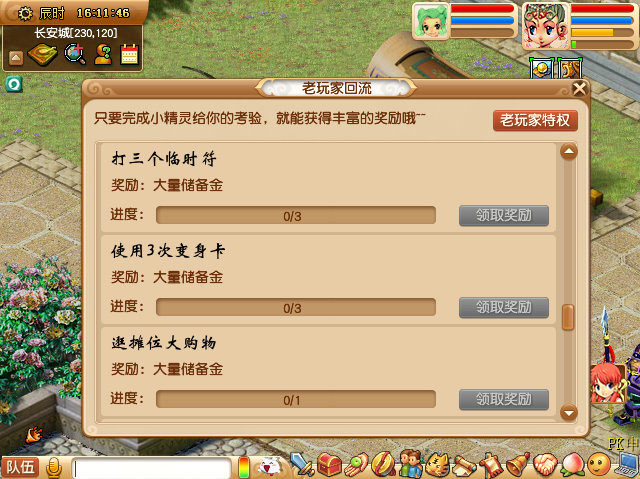 辰时 16:11:46
长安城[230,120]
老玩家回流
只要完成小精灵给你的考验，就能获得丰富的奖励哦~~
老玩家特权
打三个临时符
奖励：大量储备金
进度：
0/3
领取奖励
使用3次变身卡
奖励：大量储备金
进度：
0/3
领取奖励
逛摊位大购物
奖励：大量储备金
进度：
0/1
领取奖励
队伍